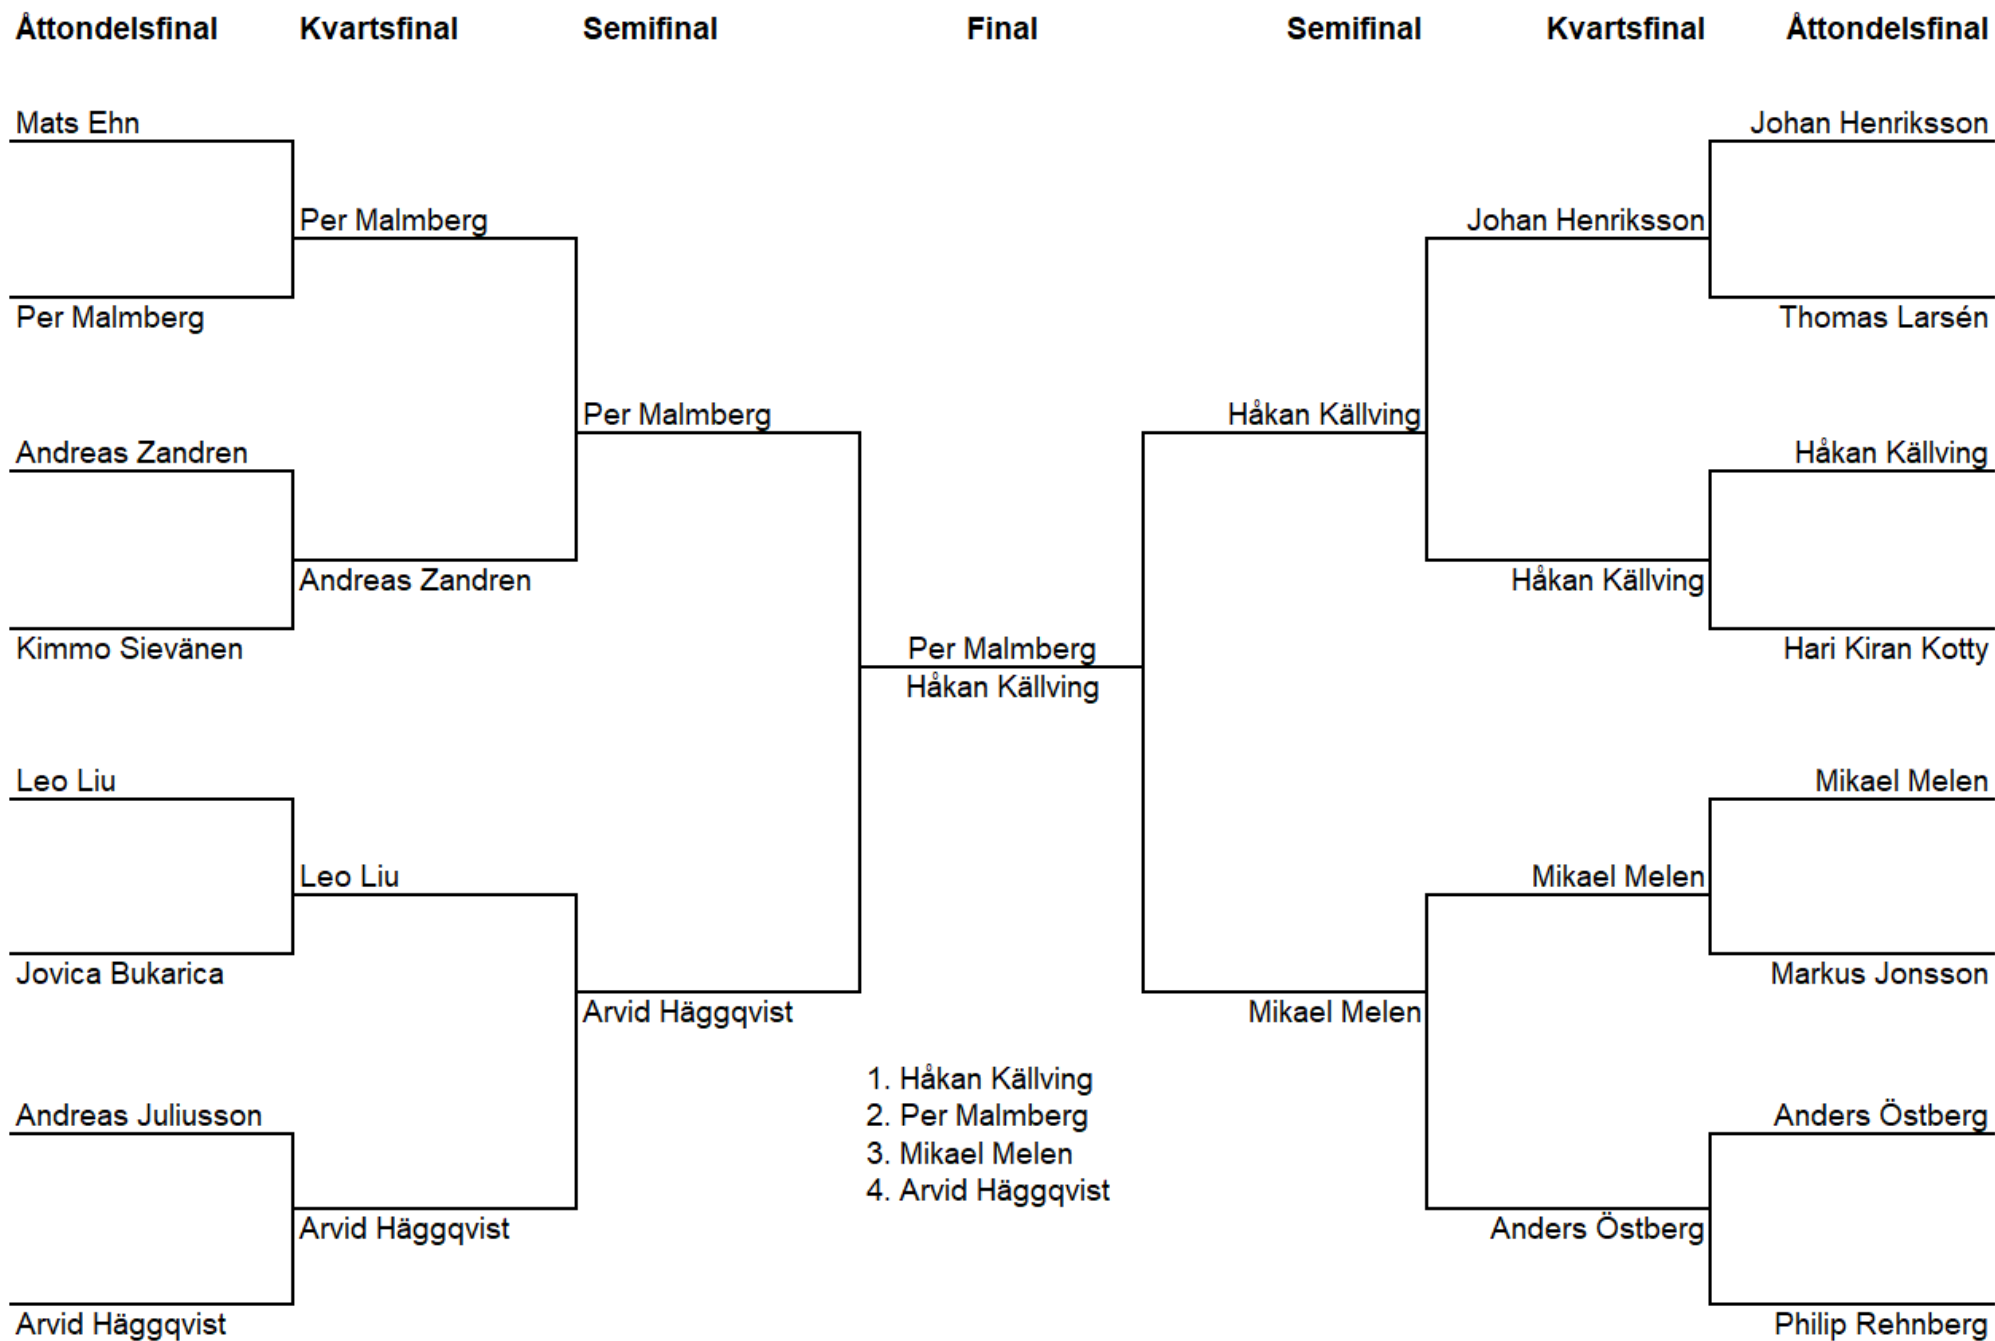 Åttondelsfinal Kvartsfinal Semifinal Final Semifinal Kvartsfinal Åttondelsfinal
Mats Ehn Johan Henriksson
Per Malmberg Johan Henriksson
Per Malmberg Thomas Larsén
Per Malmberg Håkan Källving
Andreas Zandren Håkan Källving
Andreas Zandren Håkan Källving
Kimmo Sievänen Per Malmberg Hari Kiran Kotty
Håkan Källving
Leo Liu Mikael Melen
Leo Liu Mikael Melen
Jovica Bukarica Markus Jonsson
Arvid Häggqvist Mikael Melen
1. Håkan Källving
Andreas Juliusson 2. Per Malmberg Anders Östberg
3. Mikael Melen
4. Arvid Häggqvist
Arvid Häggqvist Anders Östberg
Arvid Häggqvist Philip Rehnberg